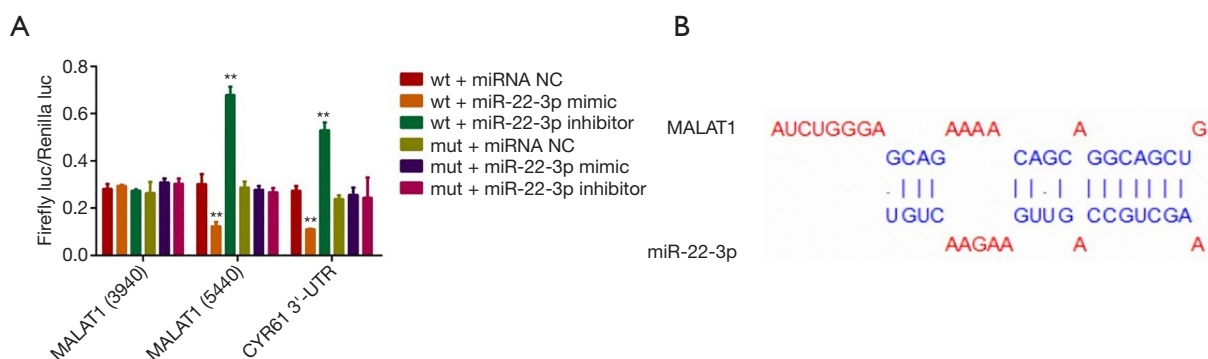 A
Firefly luc/Renilla luc
0.8
0.6
0.4
0.2
0.0
**
**
**
**
MALAT1 (3940)
MALAT1 (5440)
CYR61 3'-UTR
wt + miRNA NC
wt + miR-22-3p mimic
wt + miR-22-3p inhibitor
mut + miRNA NC
mut + miR-22-3p mimic
mut + miR-22-3p inhibitor
B
MALAT1 AUCUGGGA AAAA A G
GCAG CAGC GGCAGCU
UGUC GUUG CCGUCGA
miR-22-3p AAGAA A A